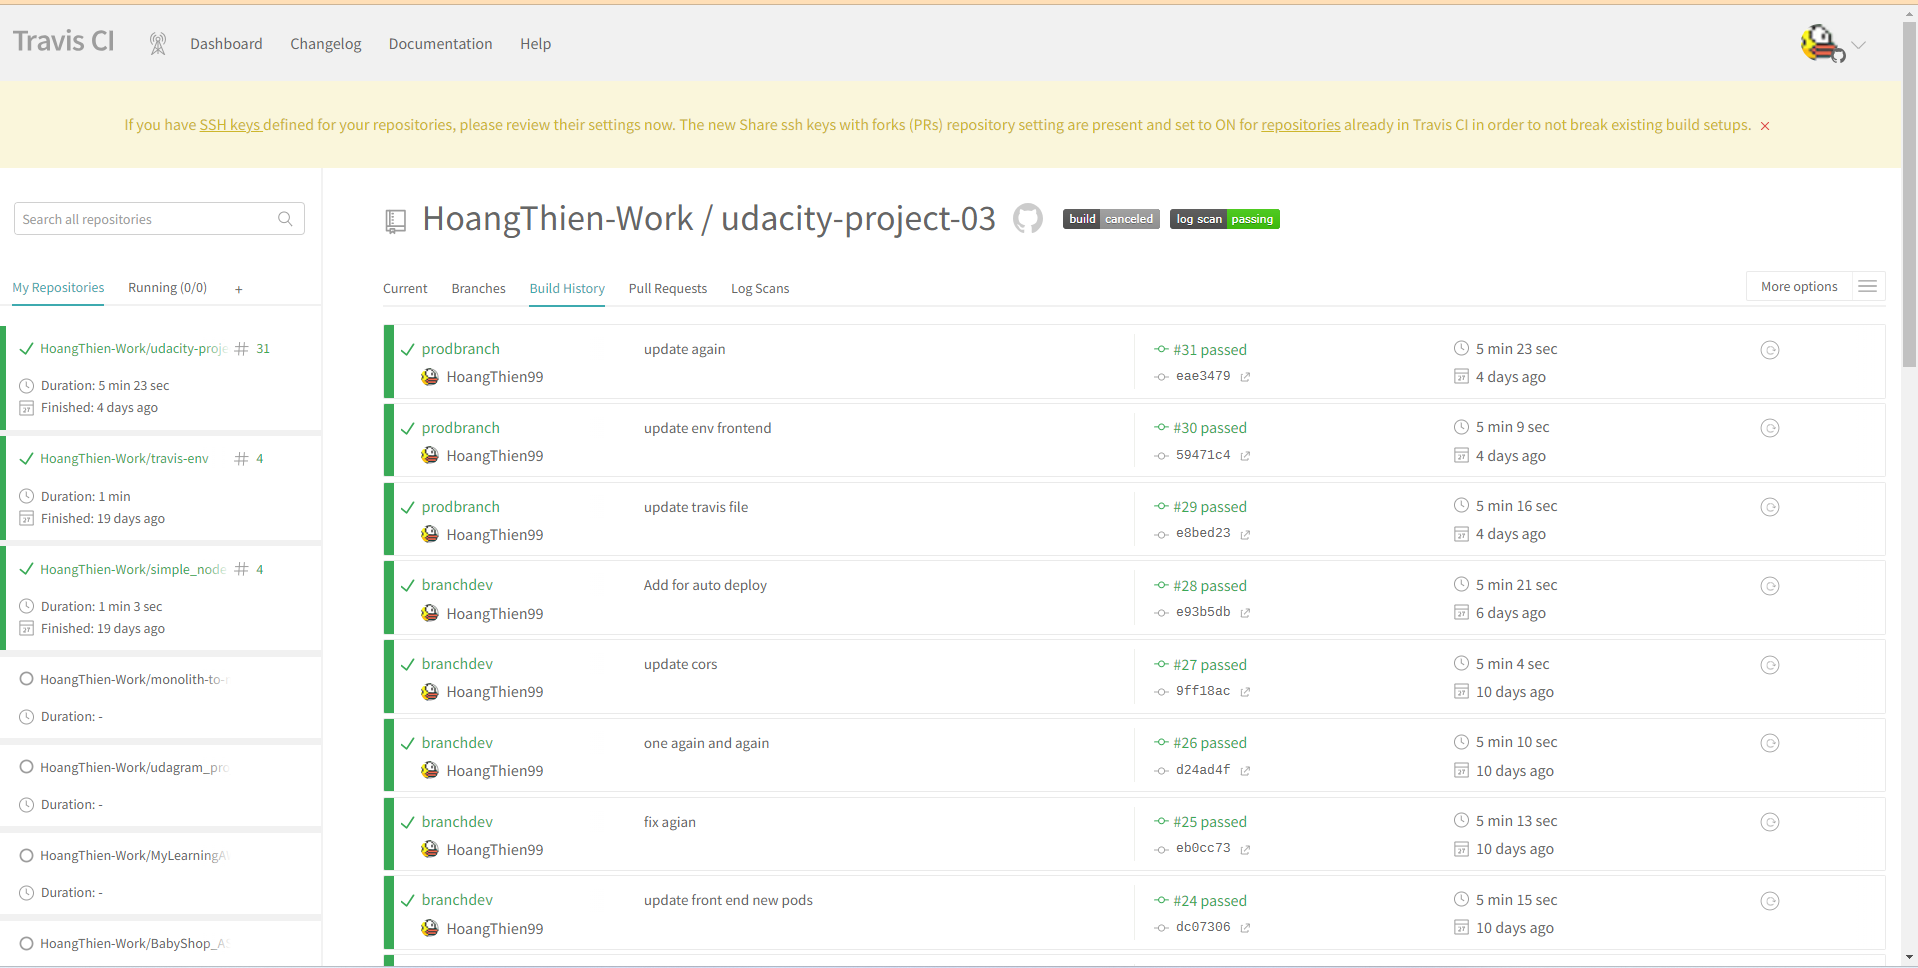 Travis CI
Dashboard
Changelog
Documentation
Help
If you have SSH keys defined for your repositories, please review their settings now. The new Share ssh keys with forks (PRs) repository setting are present and set to ON for repositories already in Travis CI in order to not break existing build setups. ×
Search all repositories
My Repositories
Running (0/0)
+
HoangThien-Work/udacity-proje
# 31
Duration: 5 min 23 sec
Finished: 4 days ago
HoangThien-Work/travis-env
# 4
Duration: 1 min
Finished: 19 days ago
HoangThien-Work/simple_node
# 4
Duration: 1 min 3 sec
Finished: 19 days ago
HoangThien-Work/monolith-to-
Duration: -
HoangThien-Work/udagram_pro
Duration: -
HoangThien-Work/MyLearningA
Duration: -
HoangThien-Work/BabyShop_A
HoangThien-Work / udacity-project-03
build canceled
log scan passing
Current
Branches
Build History
Pull Requests
Log Scans
More options
prodbranch
update again
#31 passed
5 min 23 sec
HoangThien99
eae3479
4 days ago
prodbranch
update env frontend
#30 passed
5 min 9 sec
HoangThien99
59471c4
4 days ago
prodbranch
update travis file
#29 passed
5 min 16 sec
HoangThien99
e8bed23
4 days ago
branchdev
Add for auto deploy
#28 passed
5 min 21 sec
HoangThien99
e93b5db
6 days ago
branchdev
update cors
#27 passed
5 min 4 sec
HoangThien99
9ff18ac
10 days ago
branchdev
one again and again
#26 passed
5 min 10 sec
HoangThien99
d24ad4f
10 days ago
branchdev
fix agian
#25 passed
5 min 13 sec
HoangThien99
eb0cc73
10 days ago
branchdev
update front end new pods
#24 passed
5 min 15 sec
HoangThien99
dc07306
10 days ago